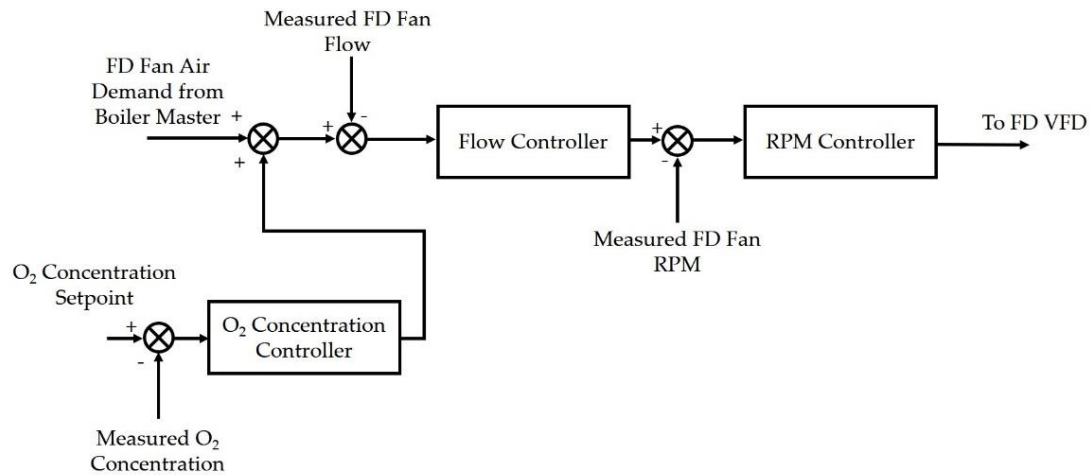 Measured FD Fan
Flow
FD Fan Air
Demand from
Boiler Master
+
+
+
-
Flow Controller
+
-
RPM Controller
To FD VFD
Measured FD Fan
RPM
O₂ Concentration
Setpoint
+
-
O₂ Concentration
Controller
Measured O₂
Concentration